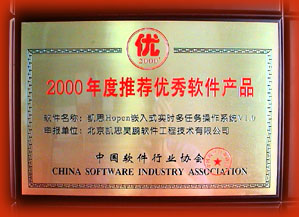 优
2000
2000年度推荐优秀软件产品
软件名称：凯思Hopen嵌入式实时多任务操作系统V1.0
申报单位：北京凯思昊鹏软件工程技术有限公司
中国软件行业协会
CHINA SOFTWARE INDUSTRY ASSOCIATION